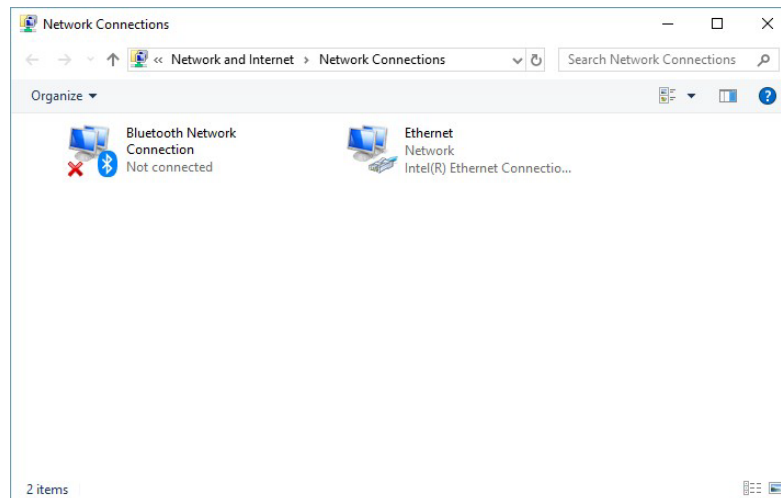 Network Connections
« Network and Internet › Network Connections
Search Network Connections
Organize
Bluetooth Network
Connection
Not connected
Ethernet
Network
Intel(R) Ethernet Connectio...
2 items